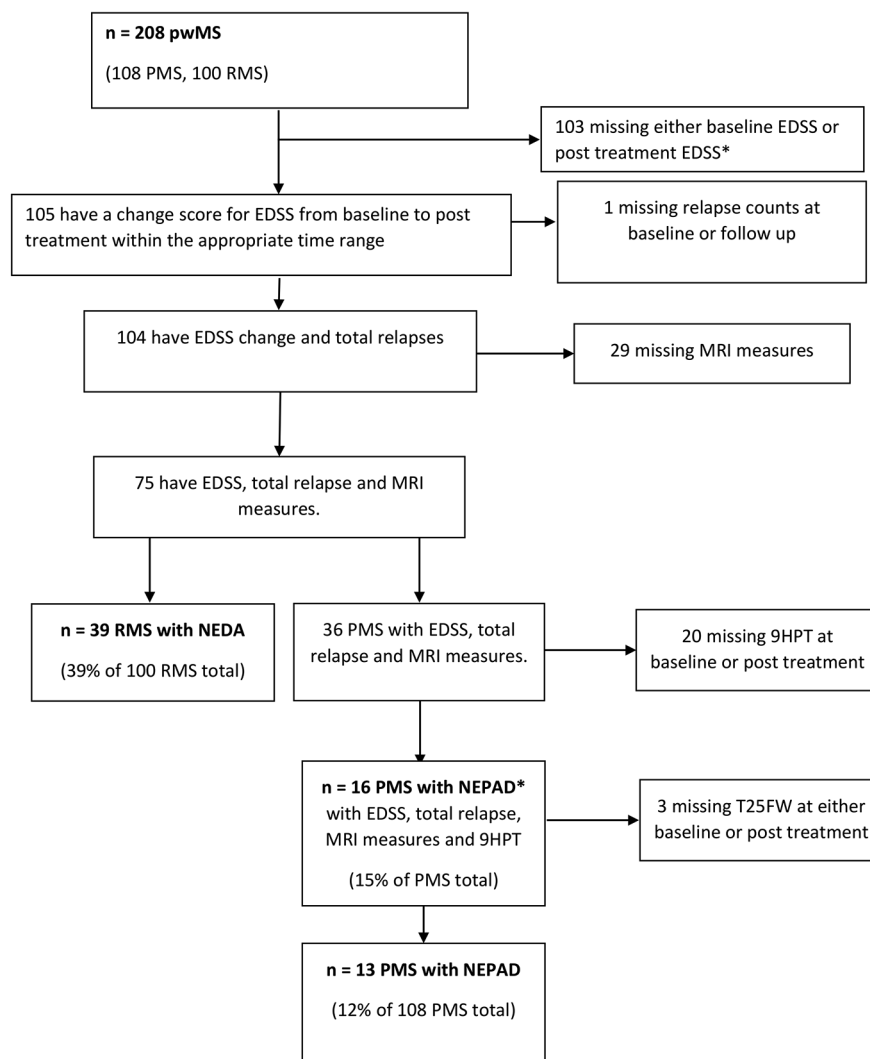 n = 208 pwMS
(108 PMS, 100 RMS)
103 missing either baseline EDSS or
post treatment EDSS*
105 have a change score for EDSS from baseline to post
treatment within the appropriate time range
1 missing relapse counts at
baseline or follow up
104 have EDSS change and total relapses
29 missing MRI measures
75 have EDSS, total relapse and MRI
measures.
n = 39 RMS with NEDA
(39% of 100 RMS total)
36 PMS with EDSS, total
relapse and MRI measures.
20 missing 9HPT at
baseline or post treatment
n = 16 PMS with NEPAD*
with EDSS, total relapse,
MRI measures and 9HPT
(15% of PMS total)
3 missing T25FW at either
baseline or post treatment
n = 13 PMS with NEPAD
(12% of 108 PMS total)